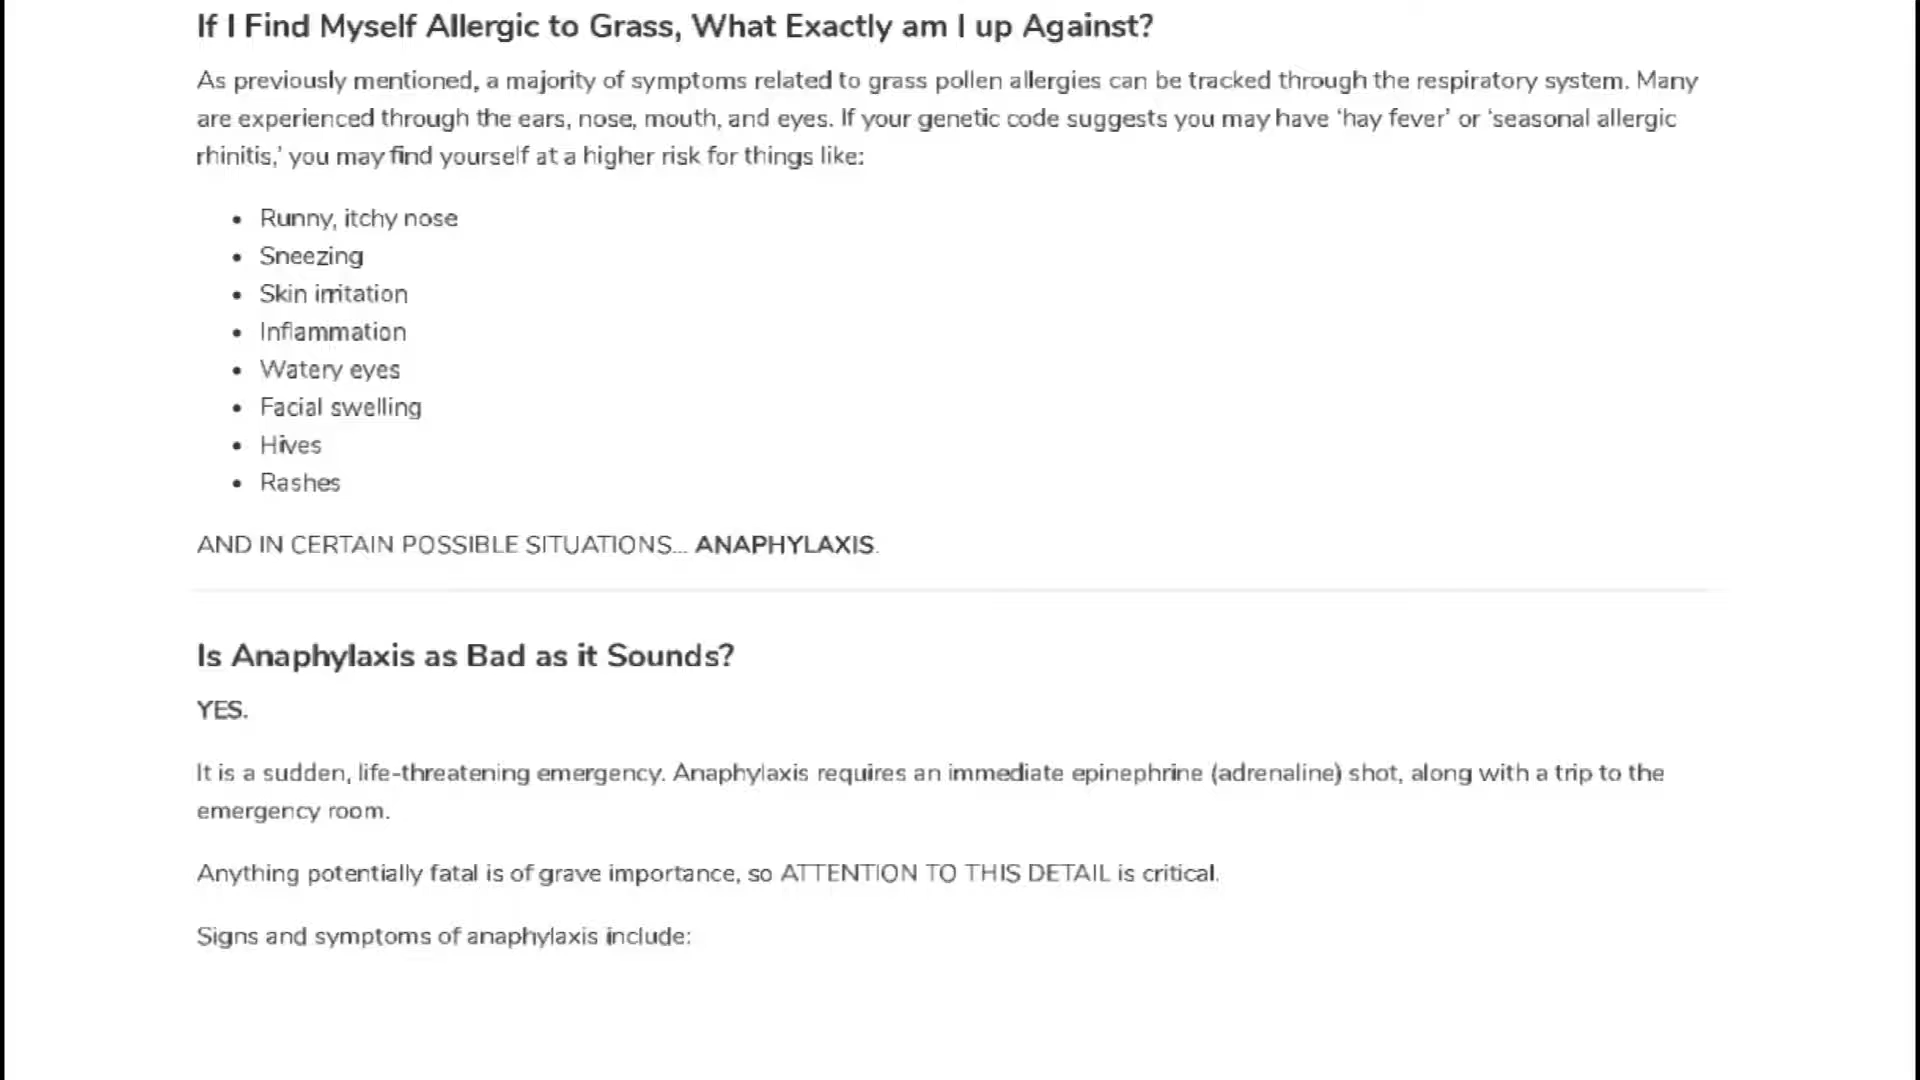 If I Find Myself Allergic to Grass, What Exactly am I up Against?
As previously mentioned, a majority of symptoms related to grass pollen allergies can be tracked through the respiratory system. Many
are experienced through the ears, nose, mouth, and eyes. If your genetic code suggests you may have ‘hay fever’ or ‘seasonal allergic
rhinitis,’ you may find yourself at a higher risk for things like:
• Runny, itchy nose
• Sneezing
• Skin irritation
• Inflammation
• Watery eyes
• Facial swelling
• Hives
• Rashes
AND IN CERTAIN POSSIBLE SITUATIONS... ANAPHYLAXIS.
Is Anaphylaxis as Bad as it Sounds?
YES.
It is a sudden, life-threatening emergency. Anaphylaxis requires an immediate epinephrine (adrenaline) shot, along with a trip to the
emergency room.
Anything potentially fatal is of grave importance, so ATTENTION TO THIS DETAIL is critical.
Signs and symptoms of anaphylaxis include: